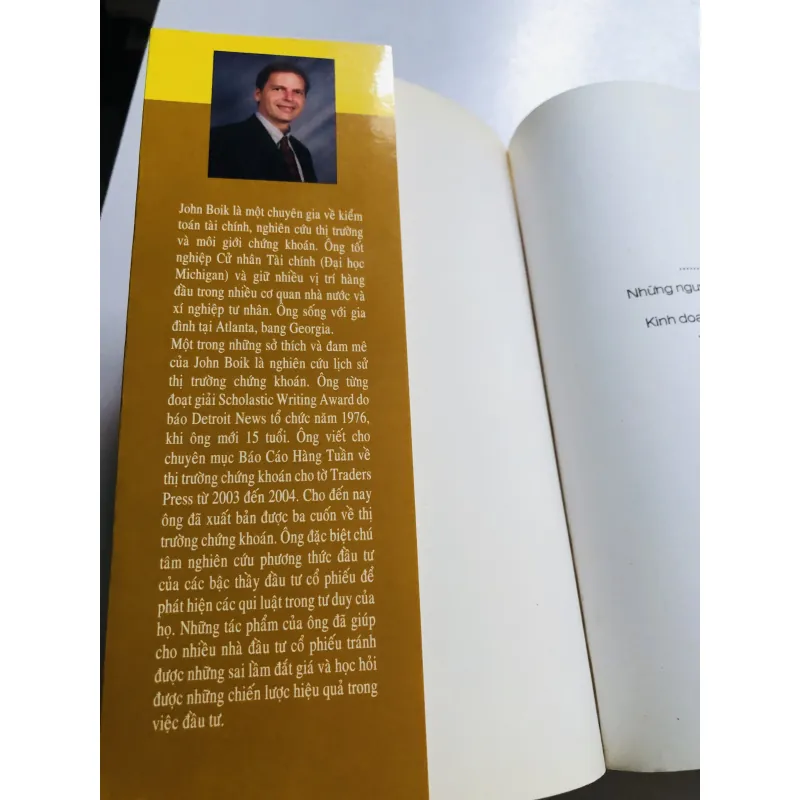 John Boik là một chuyên gia về kiểm
toán tài chính, nghiên cứu thị trường
và môi giới chứng khoán. Ông tốt
nghiệp Cử nhân Tài chính (Đại học
Michigan) và giữ nhiều vị trí hàng
đầu trong nhiều cơ quan nhà nước và
xí nghiệp tư nhân. Ông sống với gia
đình tại Atlanta, bang Georgia.
Một trong những sở thích và đam mê
của John Boik là nghiên cứu lịch sử
thị trường chứng khoán. Ông từng
đoạt giải Scholastic Writing Award do
báo Detroit News tổ chức năm 1976,
khi ông mới 15 tuổi. Ông viết cho
chuyên mục Báo Cáo Hàng Tuần về
thị trường chứng khoán cho tờ Traders
Press từ 2003 đến 2004. Cho đến nay
ông đã xuất bản được ba cuốn về thị
trường chứng khoán. Ông đặc biệt chú
tâm nghiên cứu phương thức đầu tư
của các bậc thầy đầu tư cổ phiếu để
phát hiện các qui luật trong tư duy của
họ. Những tác phẩm của ông đã giúp
cho nhiều nhà đầu tư cổ phiếu tránh
được những sai lầm đắt giá và học hỏi
được những chiến lược hiệu quả trong
việc đầu tư.
Những
Kinh